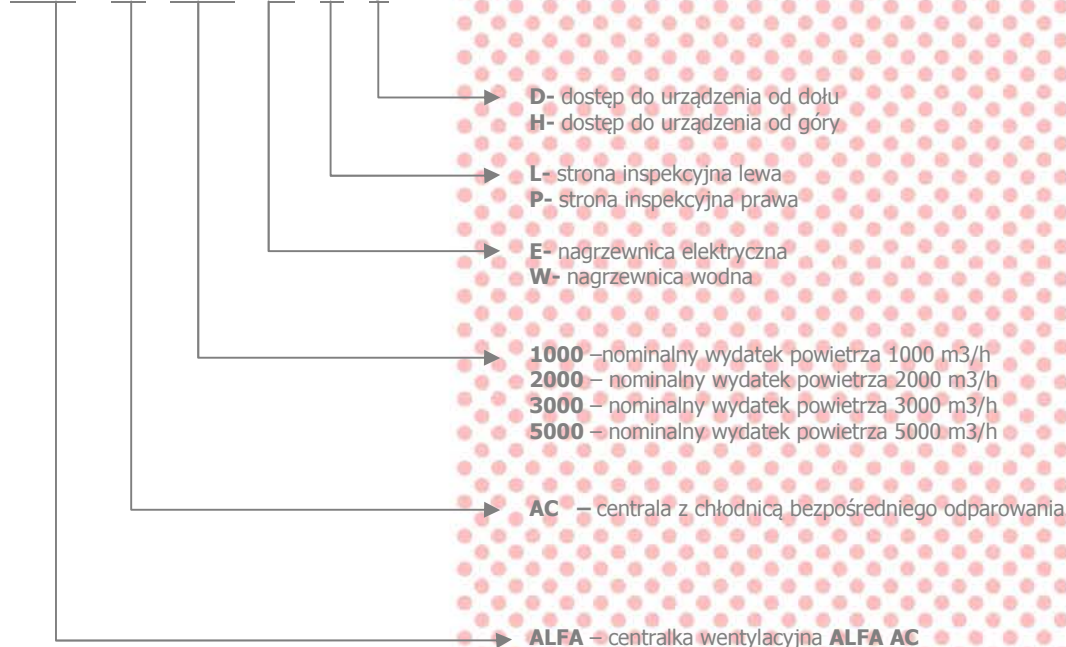 D- dostęp do urządzenia od dołu
H- dostęp do urządzenia od góry
L- strona inspekcyjna lewa
P- strona inspekcyjna prawa
E- nagrzewnica elektryczna
W- nagrzewnica wodna
1000 –nominalny wydatek powietrza 1000 m3/h
2000 – nominalny wydatek powietrza 2000 m3/h
3000 – nominalny wydatek powietrza 3000 m3/h
5000 – nominalny wydatek powietrza 5000 m3/h
AC – centrala z chłodnicą bezpośredniego odparowania
ALFA – centralka wentylacyjna ALFA AC